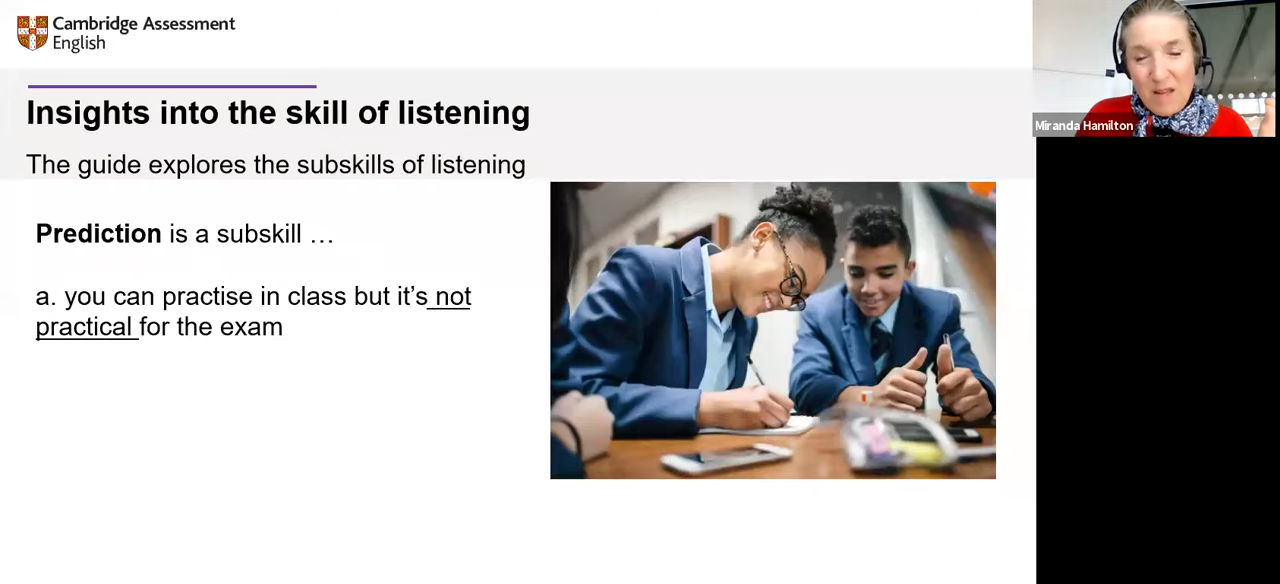 Cambridge Assessment
English
Insights into the skill of listening
The guide explores the subskills of listening
Prediction is a subskill …
a. you can practise in class but it’s not
practical for the exam
Miranda Hamilton